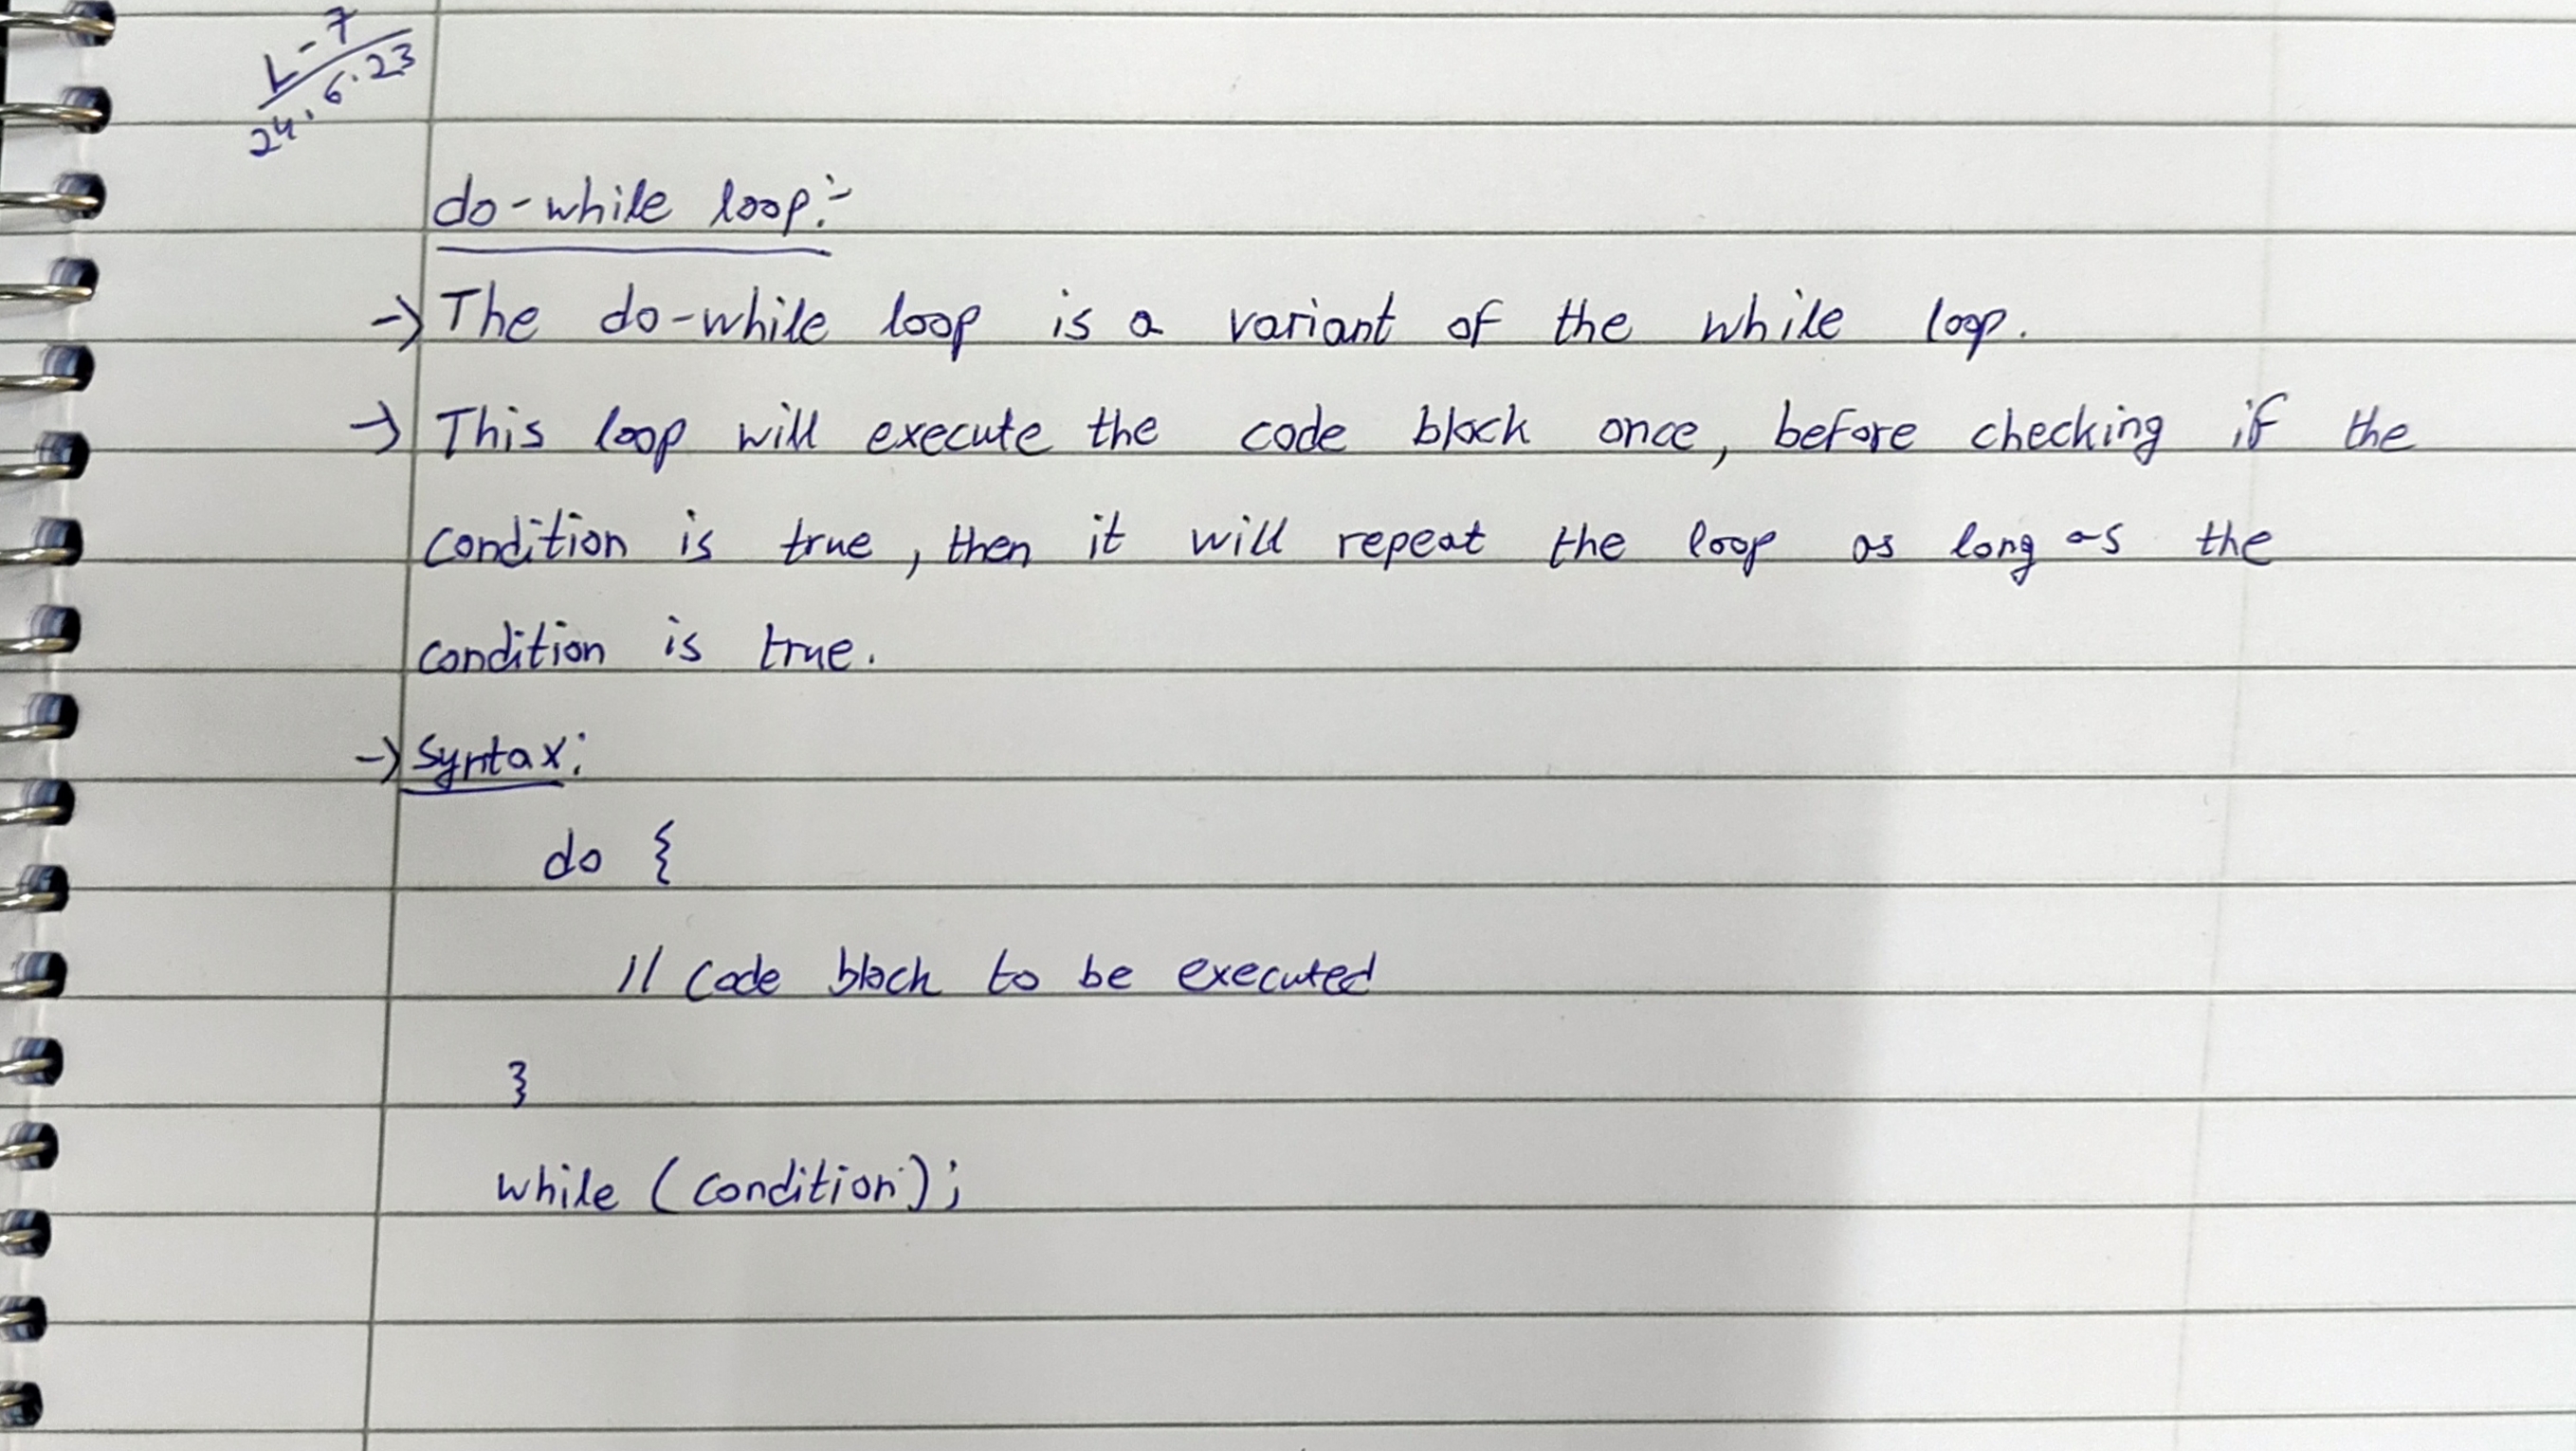 L-7
24.6.23
do-while loop:-
→ The do-while loop is a variant of the while loop.
→ This loop will execute the code block once, before checking if the
condition is true, then it will repeat the loop as long as the
condition is true.
→ Syntax:
do {
// Code block to be executed
}
while (condition);